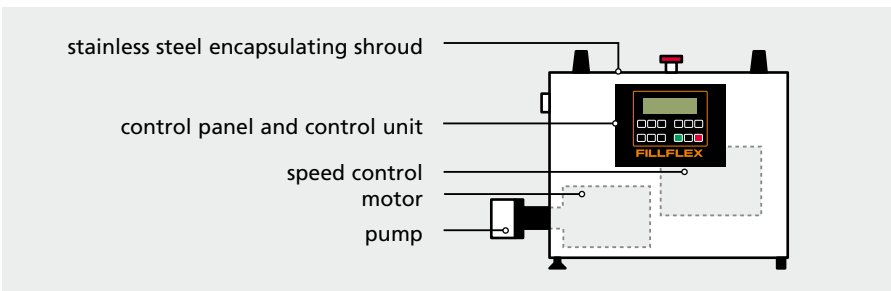 stainless steel encapsulating shroud
control panel and control unit
FILLFLEX
speed control
motor
pump